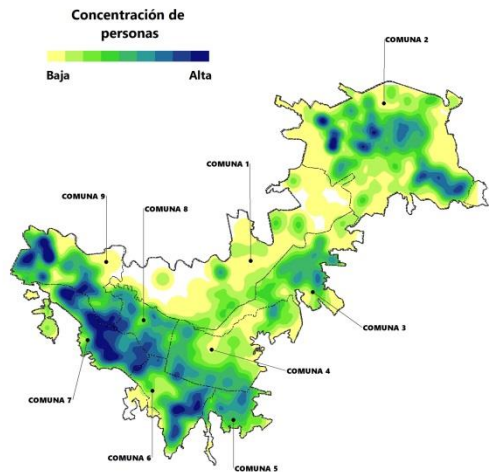 Concentración de
personas
Baja
Alta
COMUNA 2
COMUNA 1
COMUNA 9
COMUNA 8
COMUNA 3
COMUNA 4
COMUNA 7
COMUNA 6
COMUNA 5